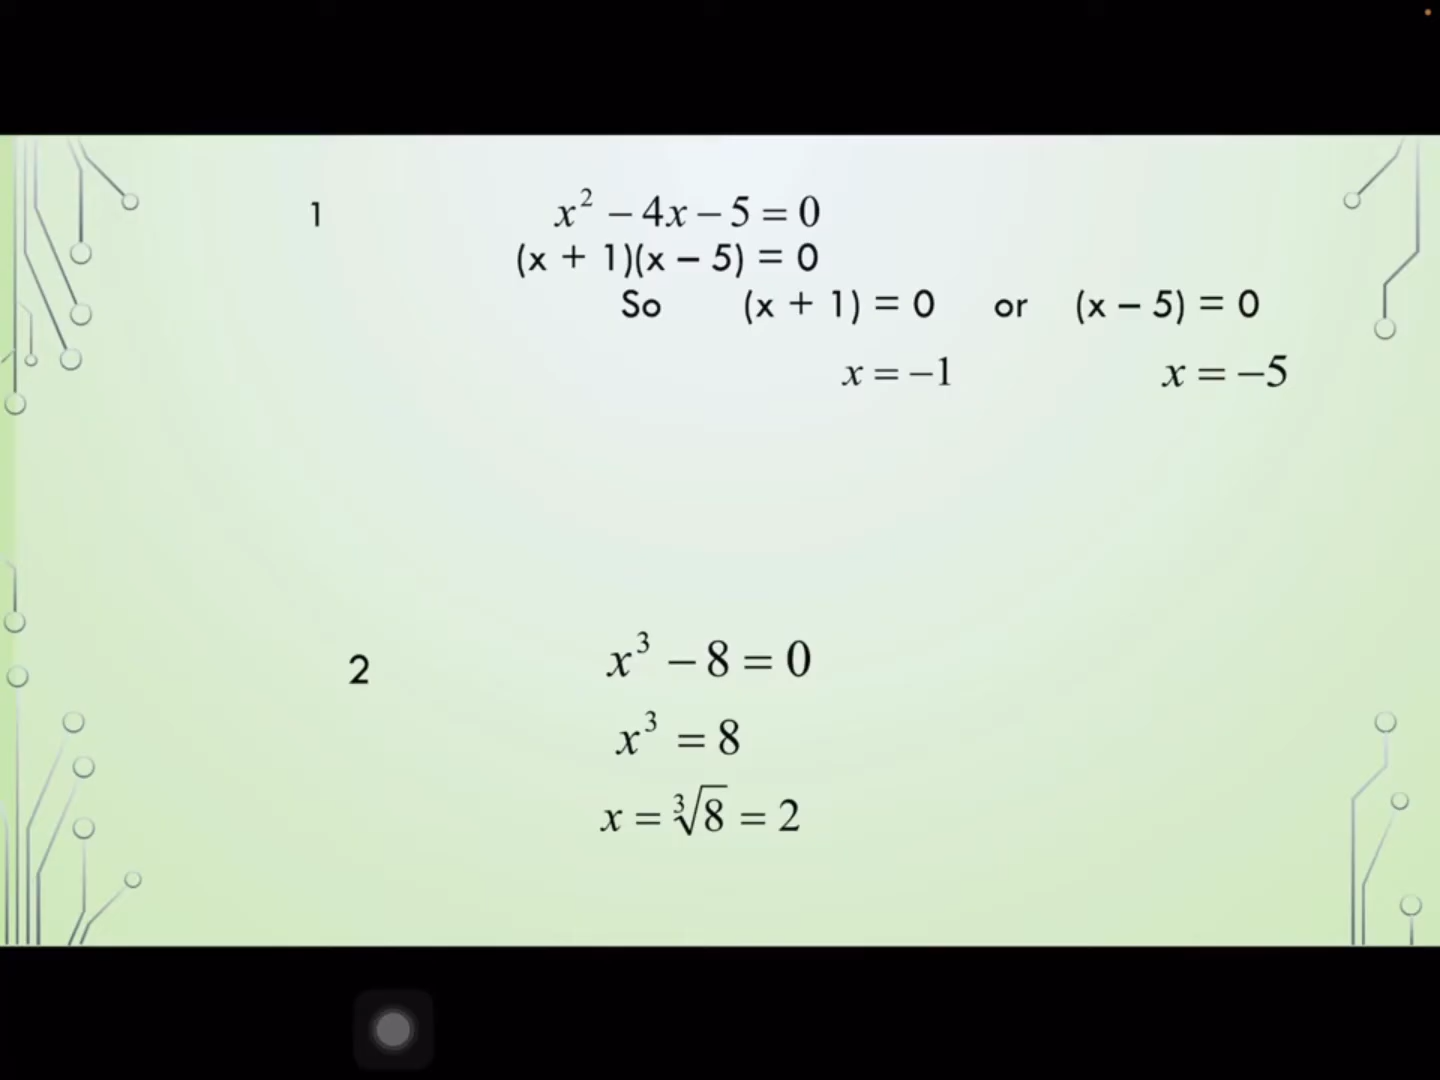 1
x² − 4x − 5 = 0
(x + 1)(x − 5) = 0
So (x + 1) = 0 or (x − 5) = 0
x = −1 x = −5
2
x³ − 8 = 0
x³ = 8
x = ∛8 = 2